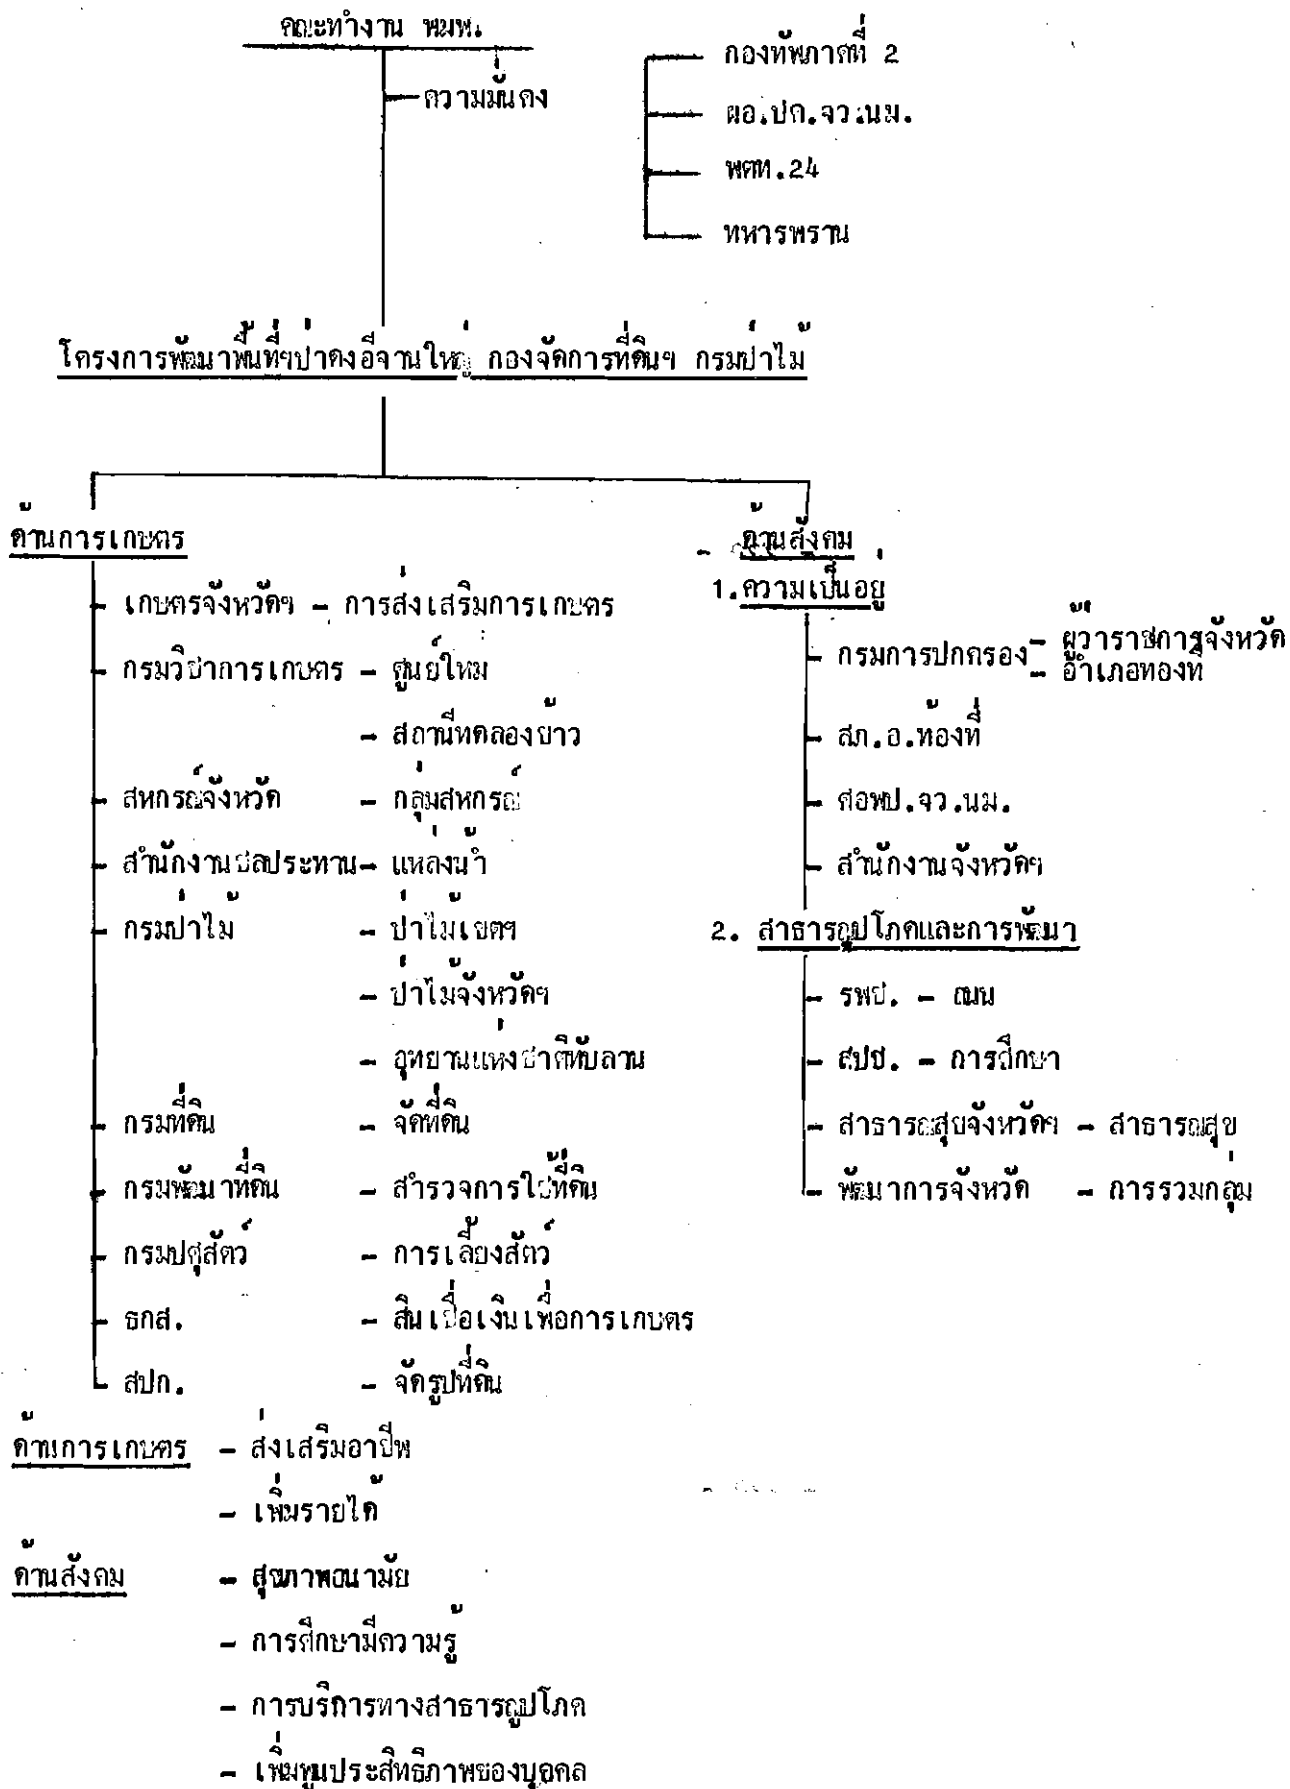 คณะทำงาน พมพ.
- ความมั่นคง
กองทัพภาคที่ 2
ผอ.ปค.จว.นม.
พตท.24
ทหารพราน
โครงการพัฒนาพื้นที่ฯป่าดงอีจานใหญ่ กองจัดการที่ดินฯ กรมป่าไม้
ด้านการเกษตร
- เกษตรจังหวัดฯ - การส่งเสริมการเกษตร
- กรมวิชาการเกษตร - ศูนย์ไหม
- สถานีทดลองข้าว
- สหกรณ์จังหวัด - กลุ่มสหกรณ์
- สำนักงานชลประทาน - แหล่งน้ำ
- กรมป่าไม้ - ป่าไม้เขตฯ
- ป่าไม้จังหวัดฯ
- อุทยานแห่งชาติทับลาน
- กรมที่ดิน - จัดที่ดิน
- กรมพัฒนาที่ดิน - สำรวจการใช้ที่ดิน
- กรมปศุสัตว์ - การเลี้ยงสัตว์
- ธกส. - สินเชื่อเงินเพื่อการเกษตร
- สปก. - จัดรูปที่ดิน
ด้านสังคม
1.ความเป็นอยู่
- กรมการปกครอง - ผู้ว่าราชการจังหวัด
- อำเภอท้องที่
- สภ.อ.ท้องที่
- ศอพป.จว.นม.
- สำนักงานจังหวัดฯ
2. สาธารณูปโภคและการพัฒนา
- รพช. - ถนน
- สปช. - การศึกษา
- สาธารณสุขจังหวัดฯ - สาธารณสุข
- พัฒนาการจังหวัด - การรวมกลุ่ม
ด้านการเกษตร - ส่งเสริมอาชีพ
- เพิ่มรายได้
ด้านสังคม - สุขภาพอนามัย
- การศึกษามีความรู้
- การบริการทางสาธารณูปโภค
- เพิ่มพูนประสิทธิภาพของบุคคล